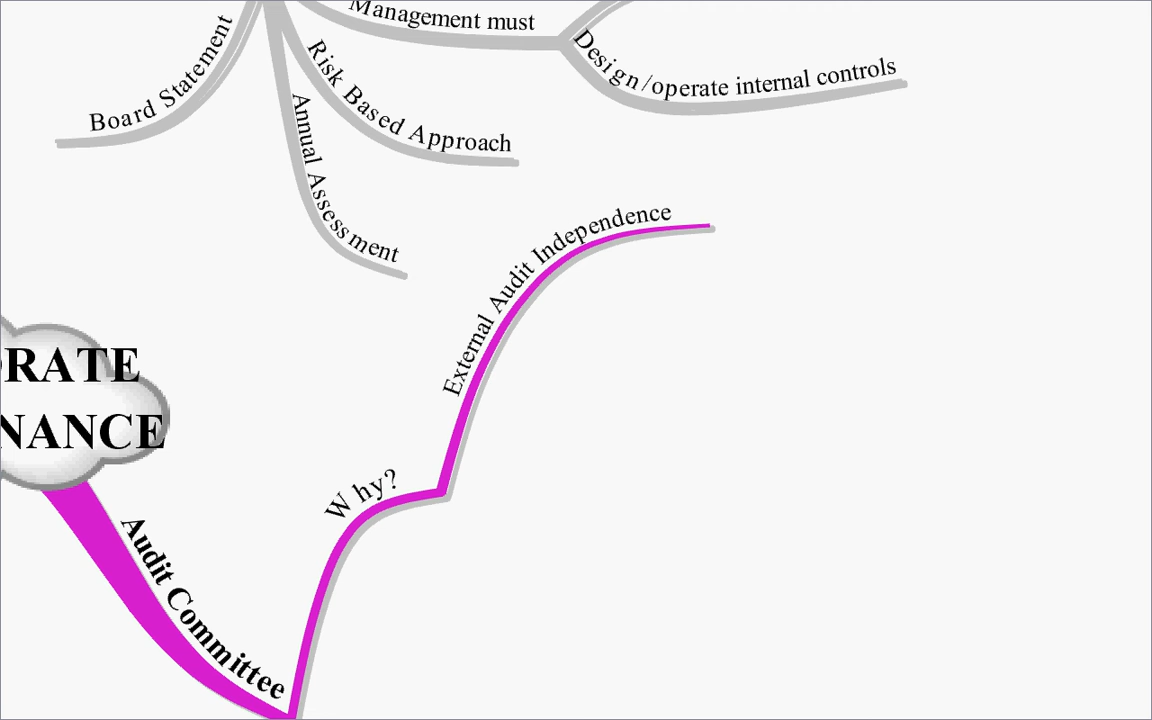 Management must
Design/operate internal controls
Board Statement
Risk Based Approach
Annual Assessment
External Audit Independence
RATE
NANCE
Why?
Audit Committee